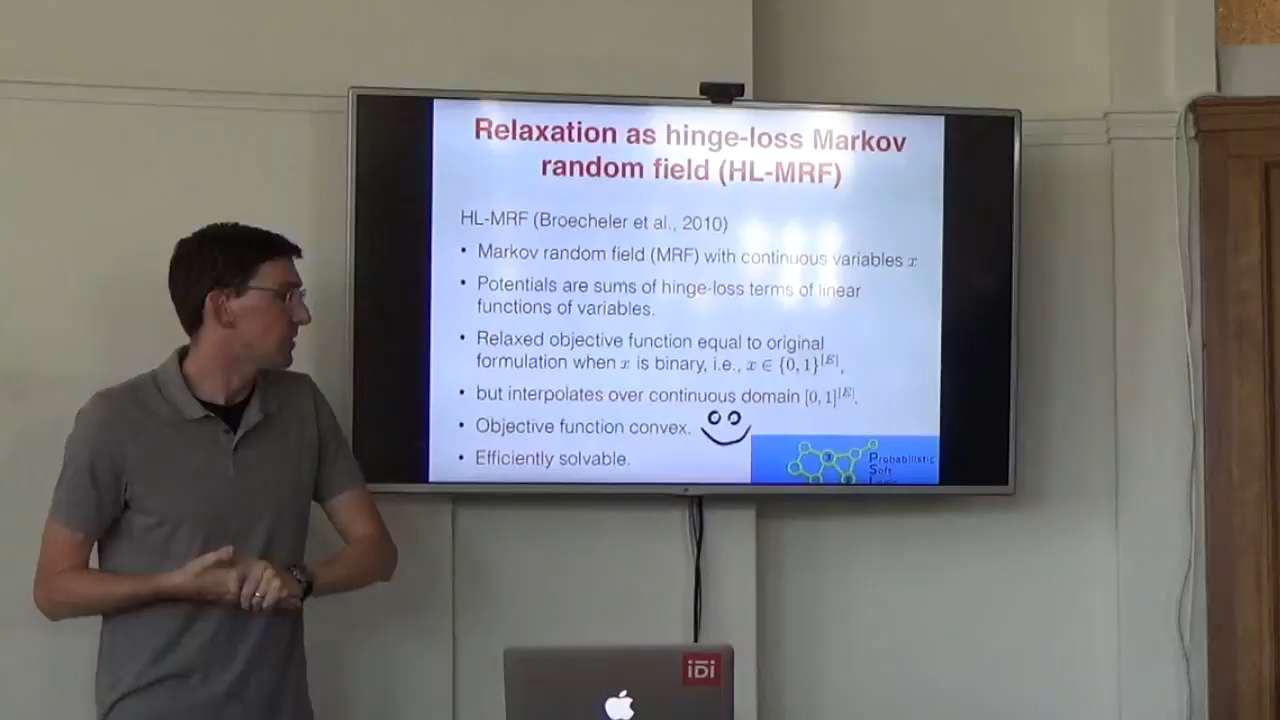 Relaxation as hinge-loss Markov
random field (HL-MRF)
HL-MRF (Broecheler et al., 2010)
• Markov random field (MRF) with continuous variables x
• Potentials are sums of hinge-loss terms of linear
functions of variables.
• Relaxed objective function equal to original
formulation when x is binary, i.e., x ∈ {0, 1}^|E|,
• but interpolates over continuous domain [0, 1]^|E|.
• Objective function convex.
• Efficiently solvable.
Probabilistic
Soft
iDi